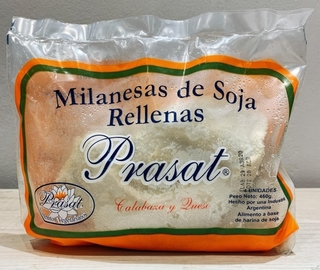 Milanesas de Soja
Rellenas
Prasat®
Calabaza y Queso
UNIDADES
Peso Neto: 460g.
Hecho por una Industria
Argentina
Alimento a base
de harina de soja
Prasat